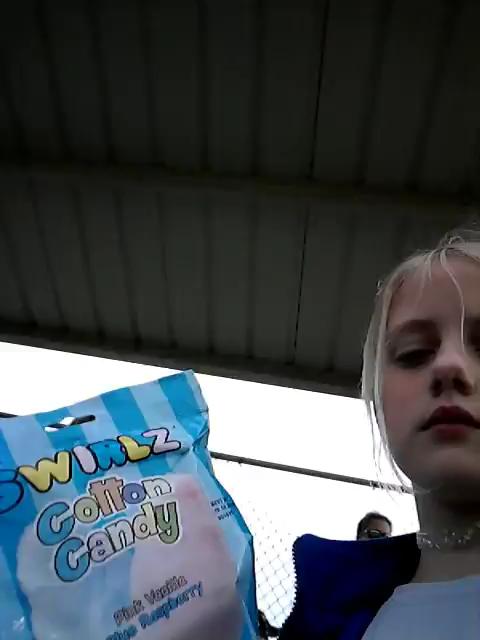 SWIRLZ
Cotton
Candy
Pink Vanilla
Blue Raspberry